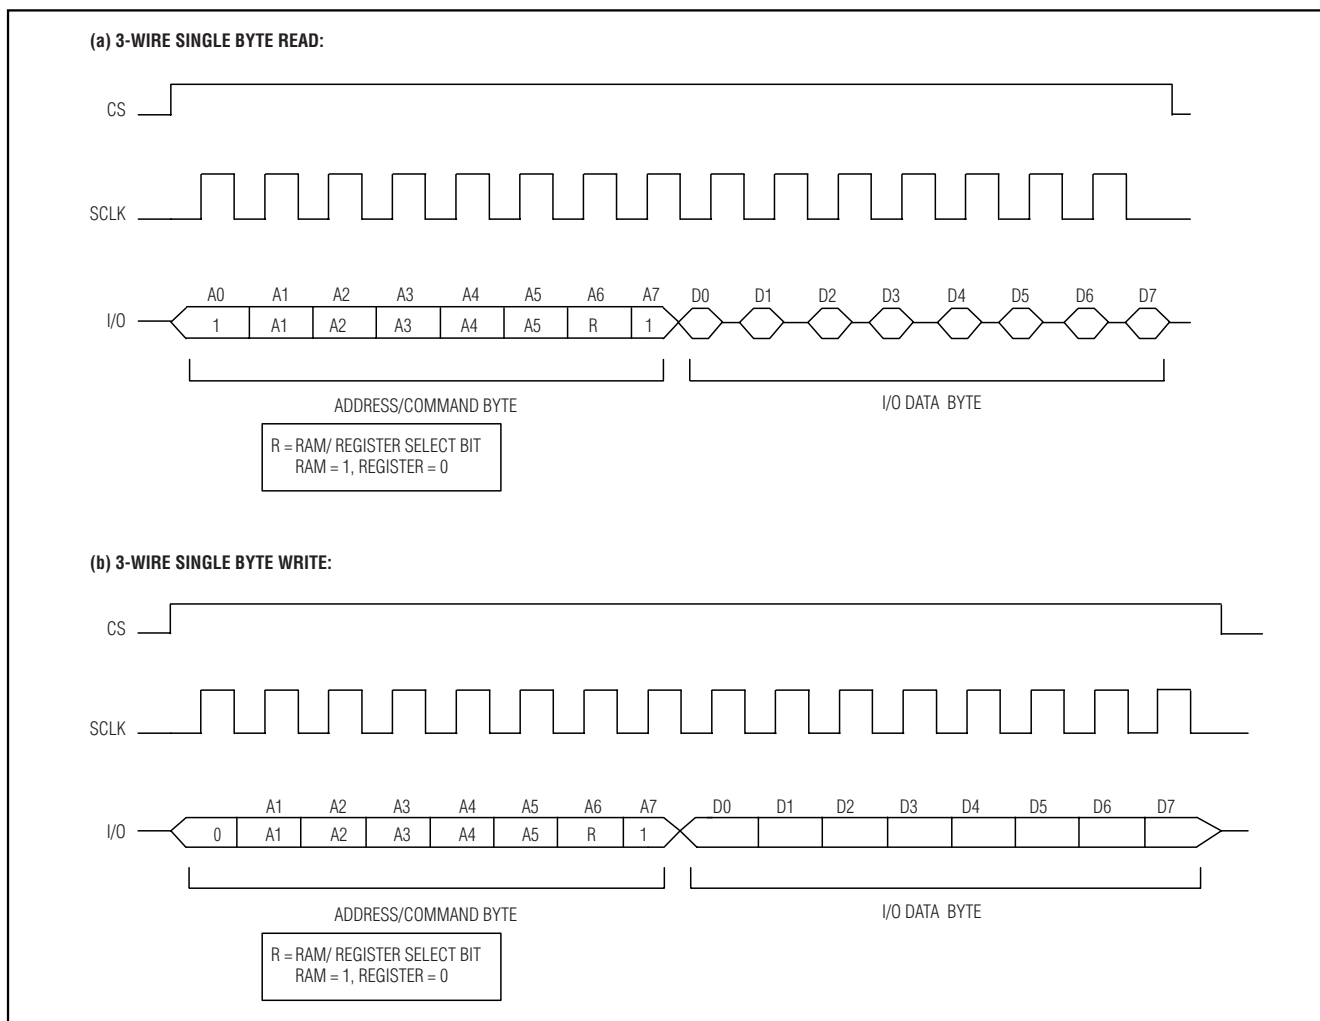 (a) 3-WIRE SINGLE BYTE READ:
CS
SCLK
A0 A1 A2 A3 A4 A5 A6 A7 D0 D1 D2 D3 D4 D5 D6 D7
I/O 1 A1 A2 A3 A4 A5 R 1
ADDRESS/COMMAND BYTE I/O DATA BYTE
R = RAM/ REGISTER SELECT BIT
RAM = 1, REGISTER = 0
(b) 3-WIRE SINGLE BYTE WRITE:
CS
SCLK
A1 A2 A3 A4 A5 A6 A7 D0 D1 D2 D3 D4 D5 D6 D7
I/O 0 A1 A2 A3 A4 A5 R 1
ADDRESS/COMMAND BYTE I/O DATA BYTE
R = RAM/ REGISTER SELECT BIT
RAM = 1, REGISTER = 0